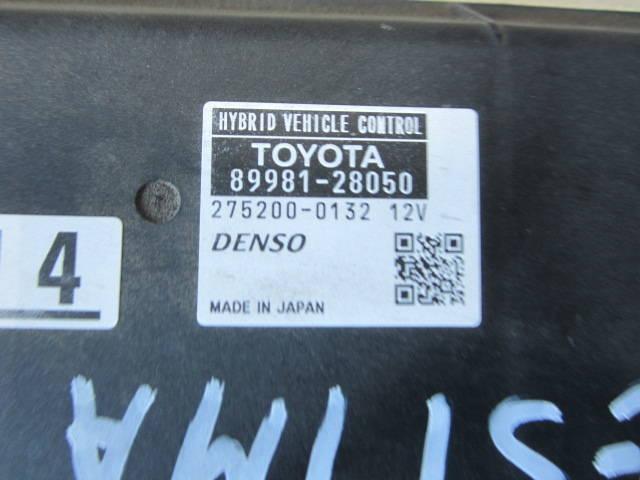 HYBRID VEHICLE CONTROL
TOYOTA
89981-28050
275200-0132 12V
DENSO
MADE IN JAPAN
4